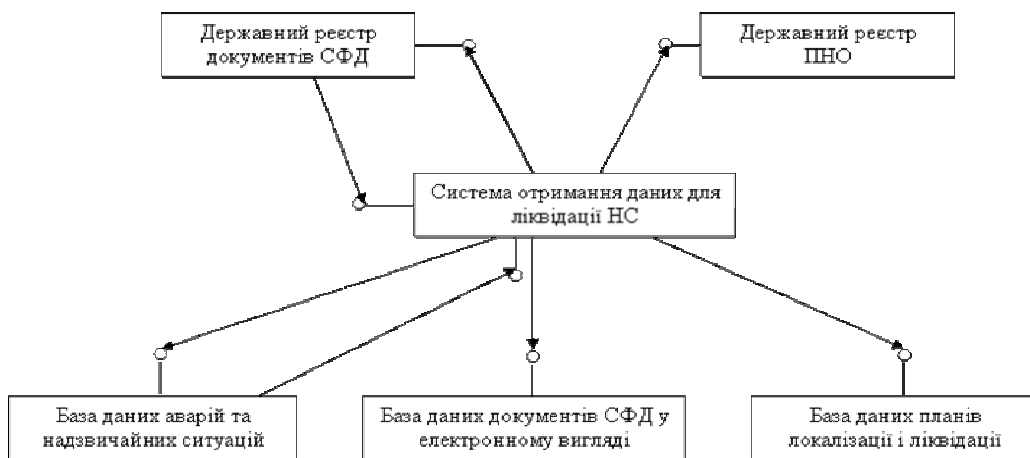 Державний реєстр
документів СФД
Державний реєстр
ПНО
Система отримання даних для
ліквідації НС
База даних аварій та
надзвичайних ситуацій
База даних документів СФД у
електронному вигляді
База даних планів
локалізації і ліквідації